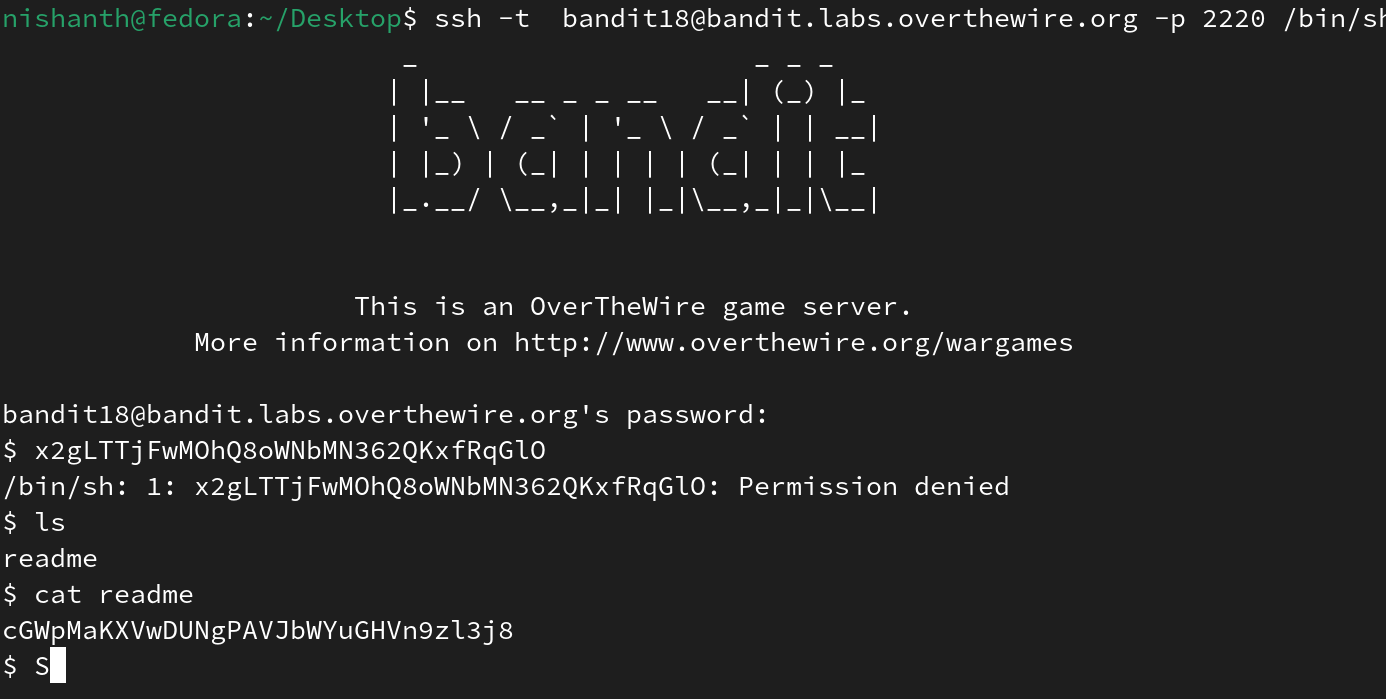 nishanth@fedora:~/Desktop$ ssh -t  bandit18@bandit.labs.overthewire.org -p 2220 /bin/sh
                         _                     _ _ _
                        | |__   __ _ _ __   __| (_) |_
                        | '_ \ / _` | '_ \ / _` | | __|
                        | |_) | (_| | | | | (_| | | |_
                        |_.__/ \__,_|_| |_|\__,_|_|\__|
                      This is an OverTheWire game server.
            More information on http://www.overthewire.org/wargames
bandit18@bandit.labs.overthewire.org's password:
$ x2gLTTjFwMOhQ8oWNbMN362QKxfRqGlO
/bin/sh: 1: x2gLTTjFwMOhQ8oWNbMN362QKxfRqGlO: Permission denied
$ ls
readme
$ cat readme
cGWpMaKXVwDUNgPAVJbWYuGHVn9zl3j8
$ S